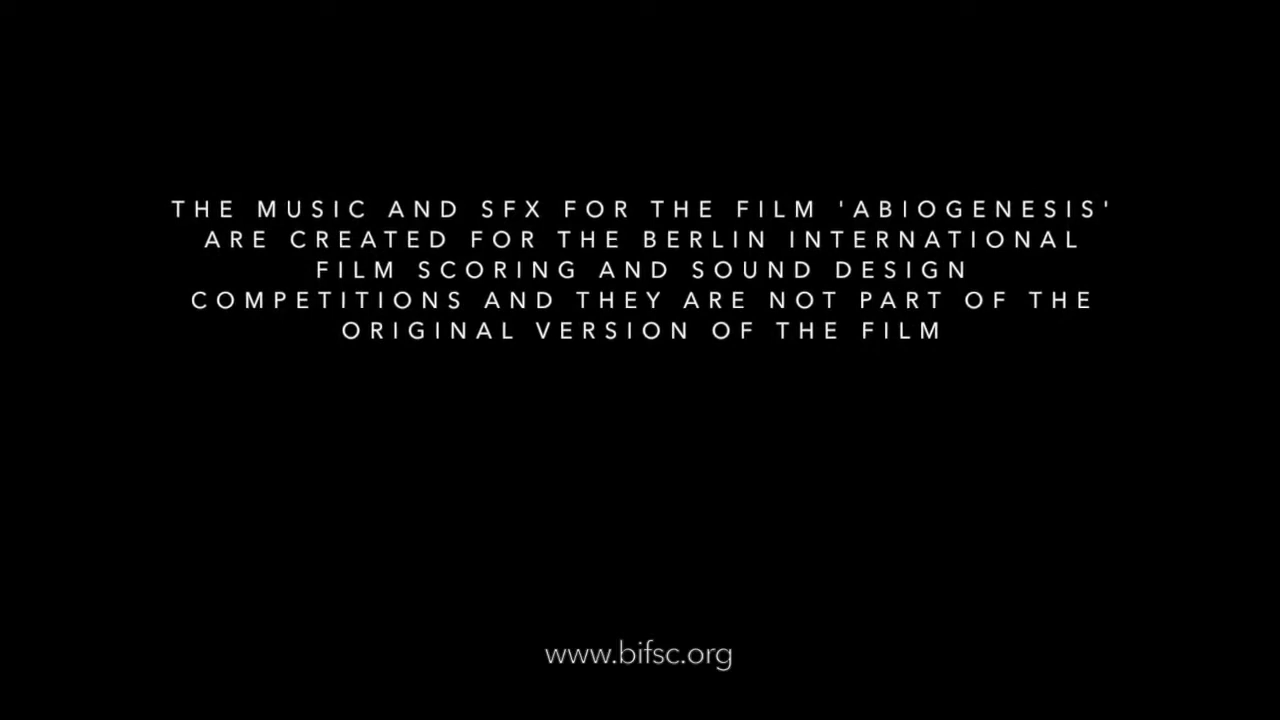 THE MUSIC AND SFX FOR THE FILM 'ABIOGENESIS'
ARE CREATED FOR THE BERLIN INTERNATIONAL
FILM SCORING AND SOUND DESIGN
COMPETITIONS AND THEY ARE NOT PART OF THE
ORIGINAL VERSION OF THE FILM
www.bifsc.org